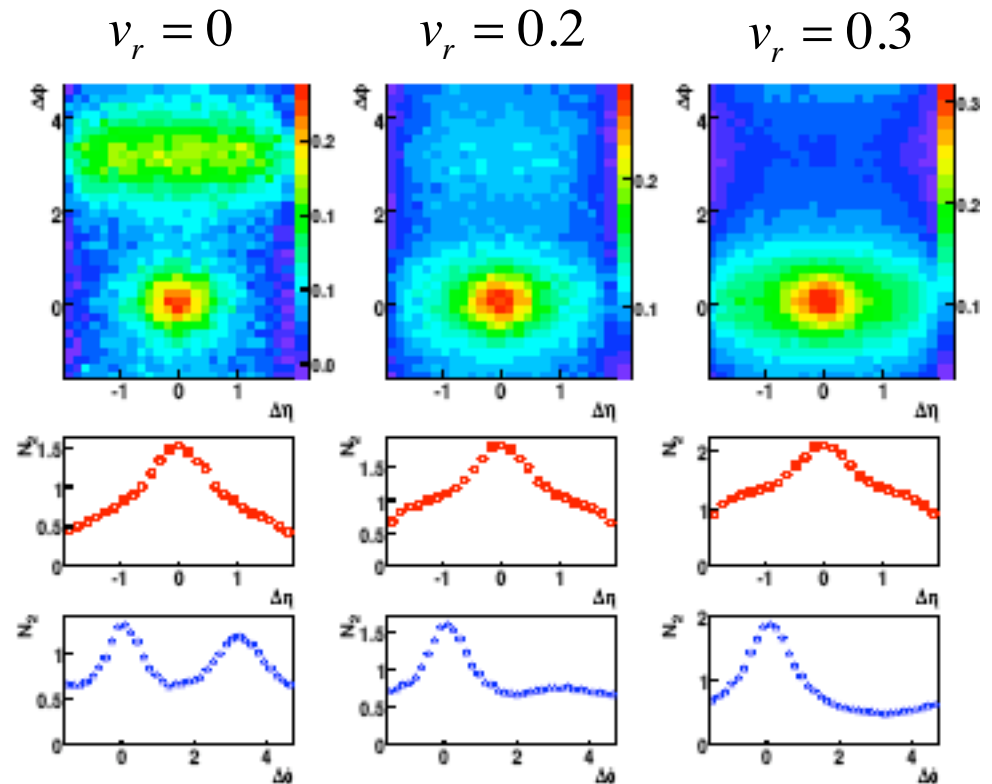 v_r = 0 v_r = 0.2 v_r = 0.3
Δφ 4 2 0 -1 0 1 Δη 0.2 0.1 0.1 0.0
Δφ 4 2 0 -1 0 1 Δη 0.2 0.1
Δφ 4 2 0 -1 0 1 Δη 0.3 0.2 0.1
N₂ 1.5 1 0.5 0 -1 0 1 Δη
N₂ 1.5 1 0.5 0 -1 0 1 Δη
N₂ 2 1 0 -1 0 1 Δη
N₂ 1 0.5 0 0 2 4 Δφ
N₂ 1.5 1 0.5 0 0 2 4 Δφ
N₂ 2 1 0 0 2 4 Δφ